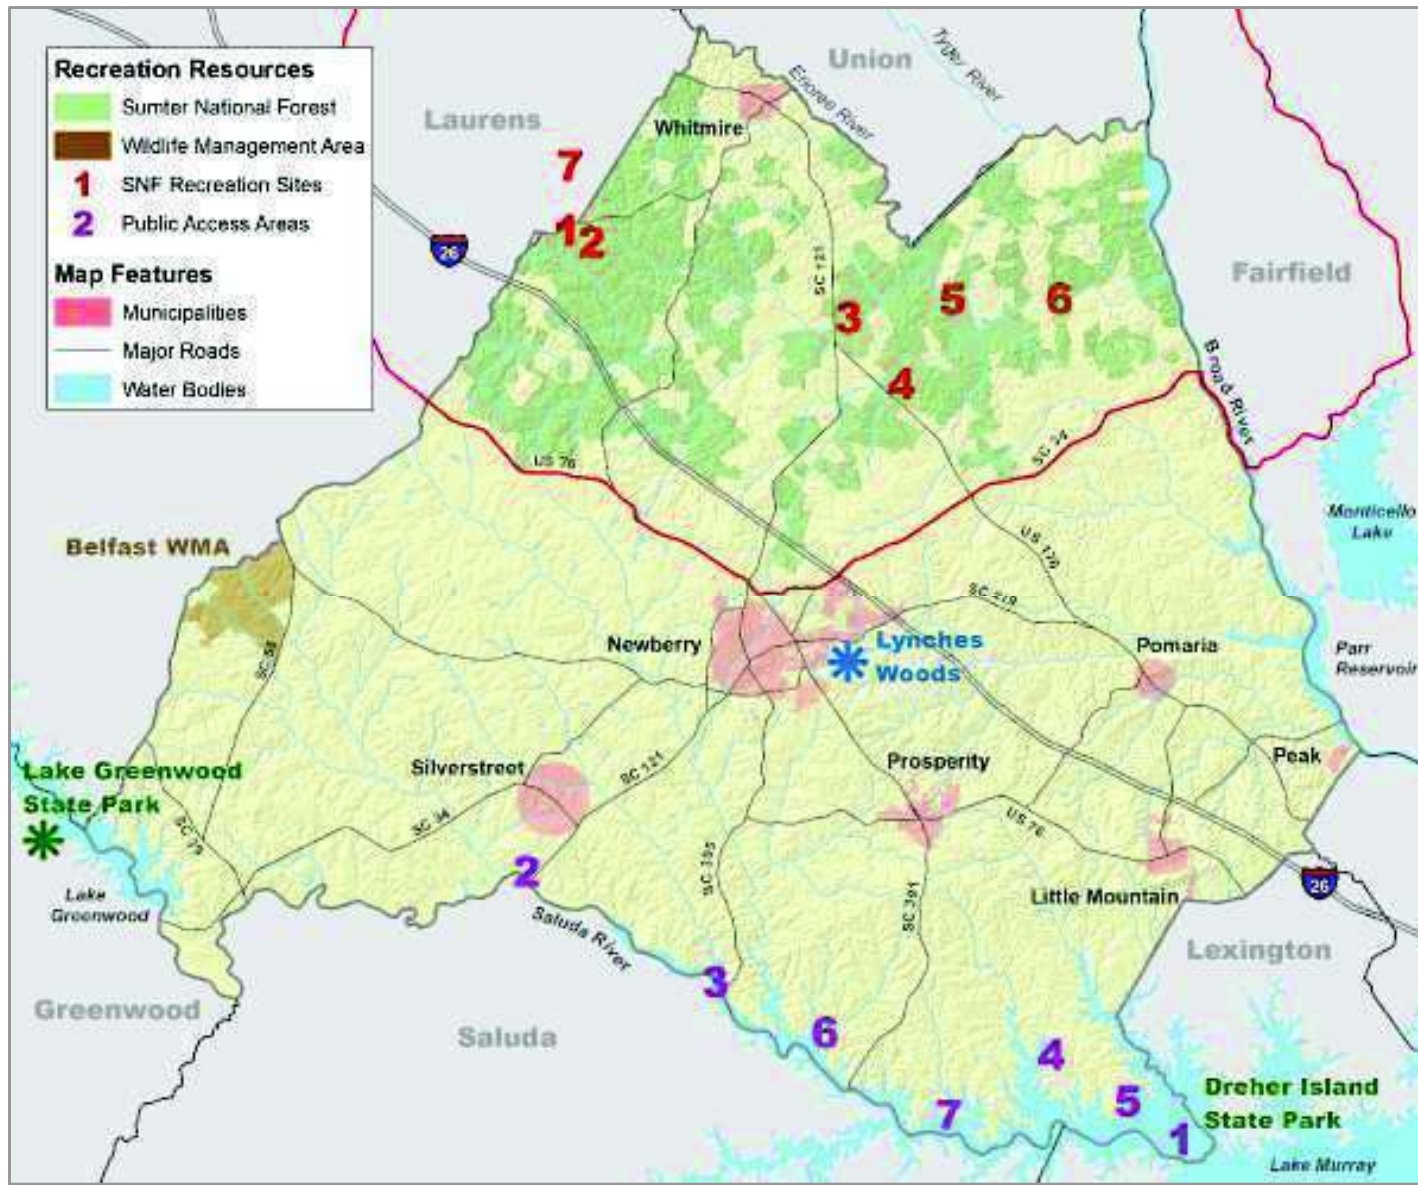 Recreation Resources
Sumter National Forest
Wildlife Management Area
1 SNF Recreation Sites
2 Public Access Areas
Map Features
Municipalities
Major Roads
Water Bodies
Union
Tyger River
Enoree River
Laurens
Whitmire
7
1
2
26
SC 121
Fairfield
3
5
6
4
Broad River
US 76
SC 34
Monticello
Lake
Belfast WMA
US 176
SC 219
Newberry
Lynches
Woods
Pomaria
Parr
Reservoir
SC 56
Silverstreet
SC 121
Prosperity
Peak
Lake Greenwood
State Park
SC 79
SC 34
US 76
2
26
Lake
Greenwood
SC 395
SC 391
Little Mountain
Saluda River
Lexington
3
Greenwood
Saluda
6
4
7
5
1
Dreher Island
State Park
Lake Murray